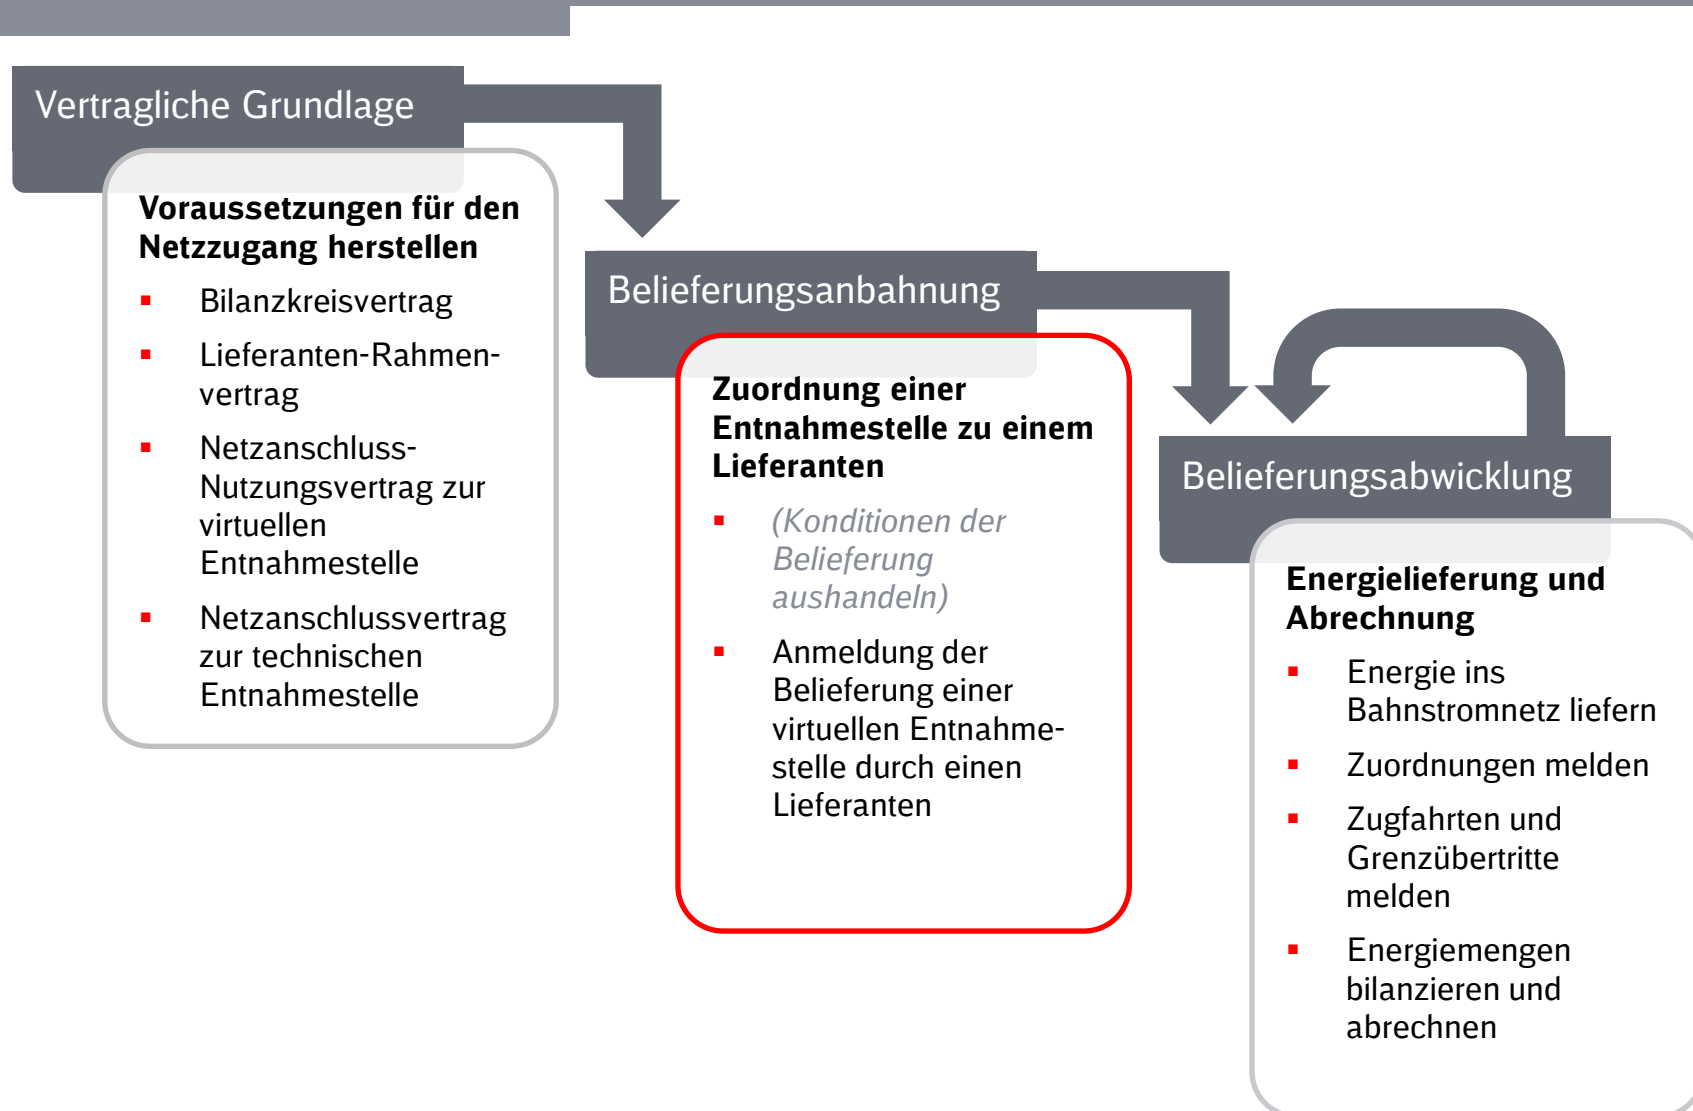 Vertragliche Grundlage
Voraussetzungen für den
Netzzugang herstellen
▪ Bilanzkreisvertrag
▪ Lieferanten-Rahmen-
vertrag
▪ Netzanschluss-
Nutzungsvertrag zur
virtuellen
Entnahmestelle
▪ Netzanschlussvertrag
zur technischen
Entnahmestelle
Belieferungsanbahnung
Zuordnung einer
Entnahmestelle zu einem
Lieferanten
▪ (Konditionen der
Belieferung
aushandeln)
▪ Anmeldung der
Belieferung einer
virtuellen Entnahme-
stelle durch einen
Lieferanten
Belieferungsabwicklung
Energielieferung und
Abrechnung
▪ Energie ins
Bahnstromnetz liefern
▪ Zuordnungen melden
▪ Zugfahrten und
Grenzübertritte
melden
▪ Energiemengen
bilanzieren und
abrechnen